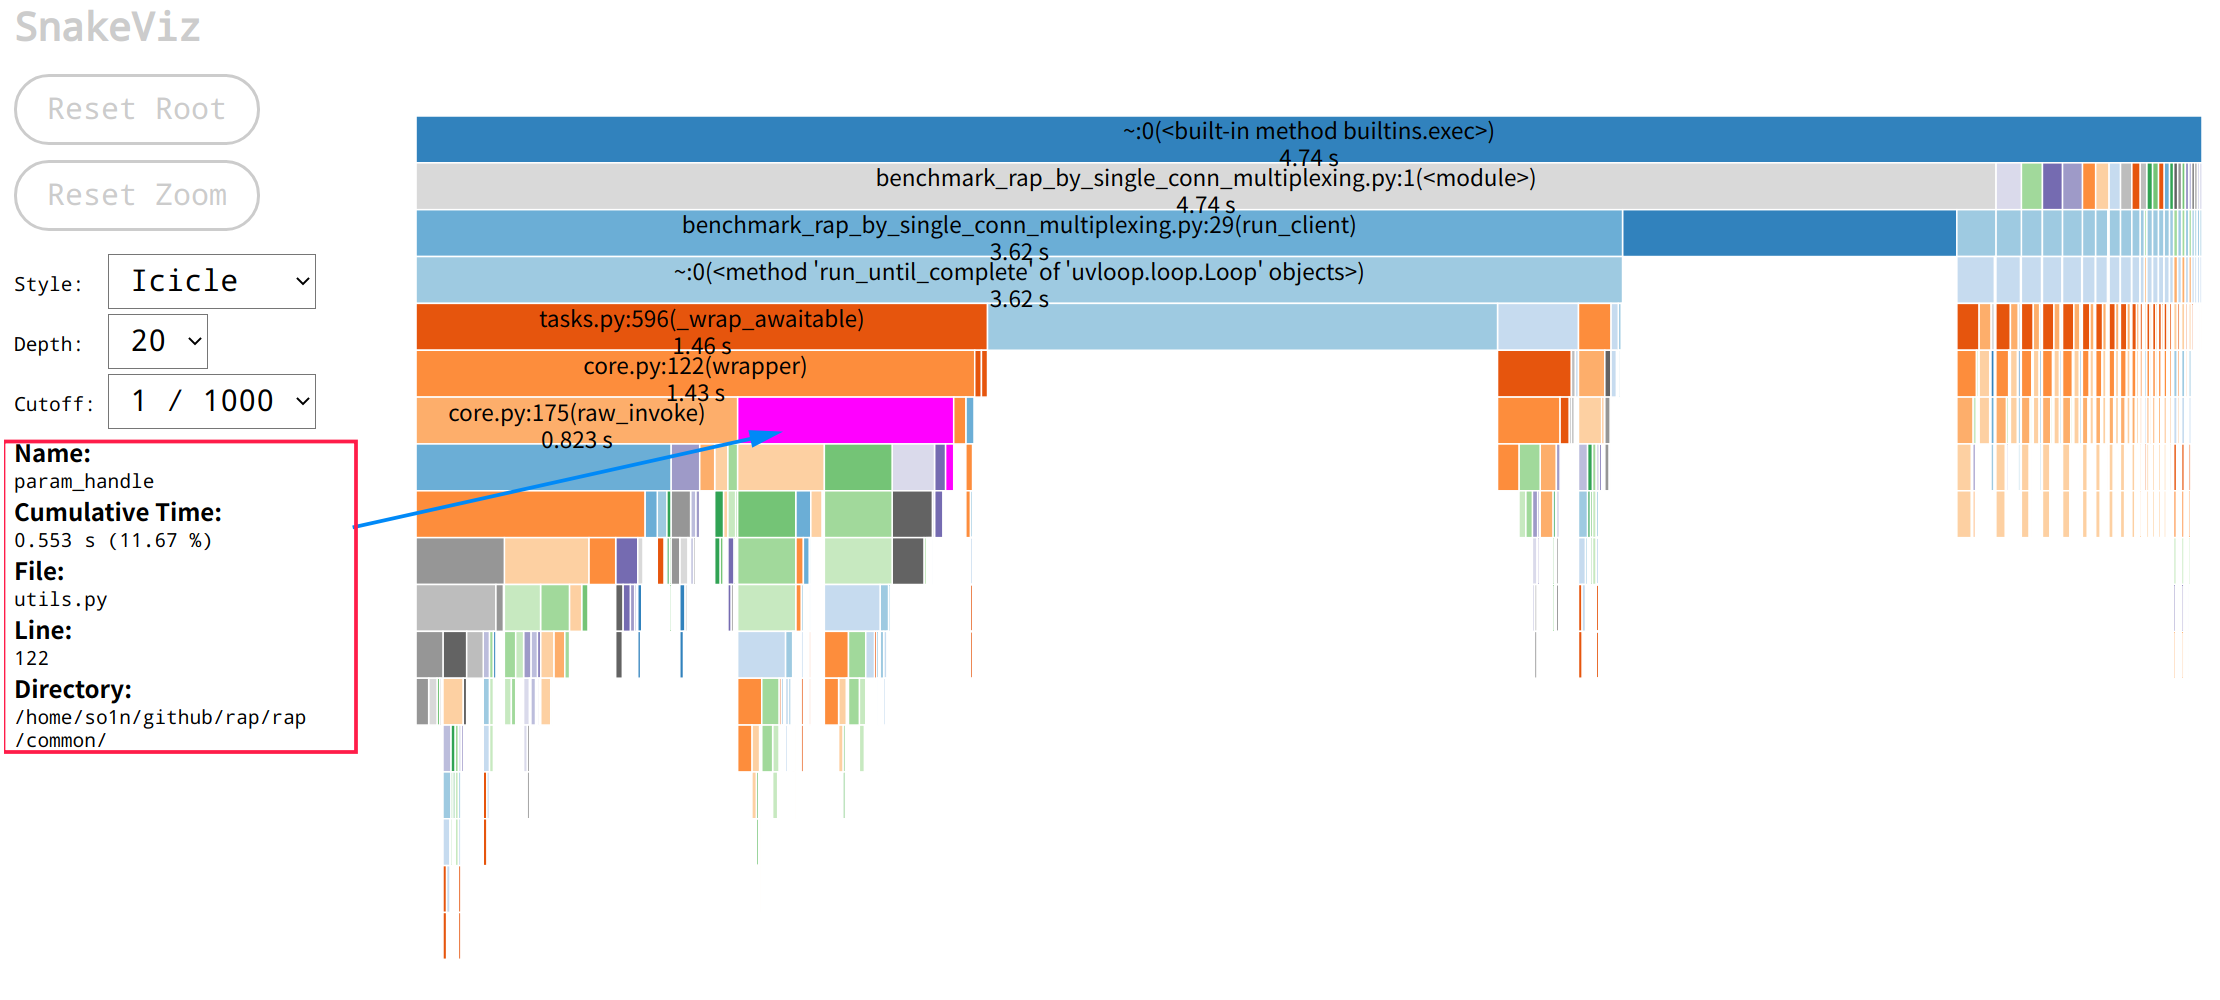 SnakeViz
Reset Root
Reset Zoom
Style: Icicle
Depth: 20
Cutoff: 1 / 1000
Name:
param_handle
Cumulative Time:
0.553 s (11.67 %)
File:
utils.py
Line:
122
Directory:
/home/so1n/github/rap/rap
/common/
~:0(<built-in method builtins.exec>)
4.74 s
benchmark_rap_by_single_conn_multiplexing.py:1(<module>)
4.74 s
benchmark_rap_by_single_conn_multiplexing.py:29(run_client)
3.62 s
~:0(<method 'run_until_complete' of 'uvloop.loop.Loop' objects>)
3.62 s
tasks.py:596(_wrap_awaitable)
1.46 s
core.py:122(wrapper)
1.43 s
core.py:175(raw_invoke)
0.823 s